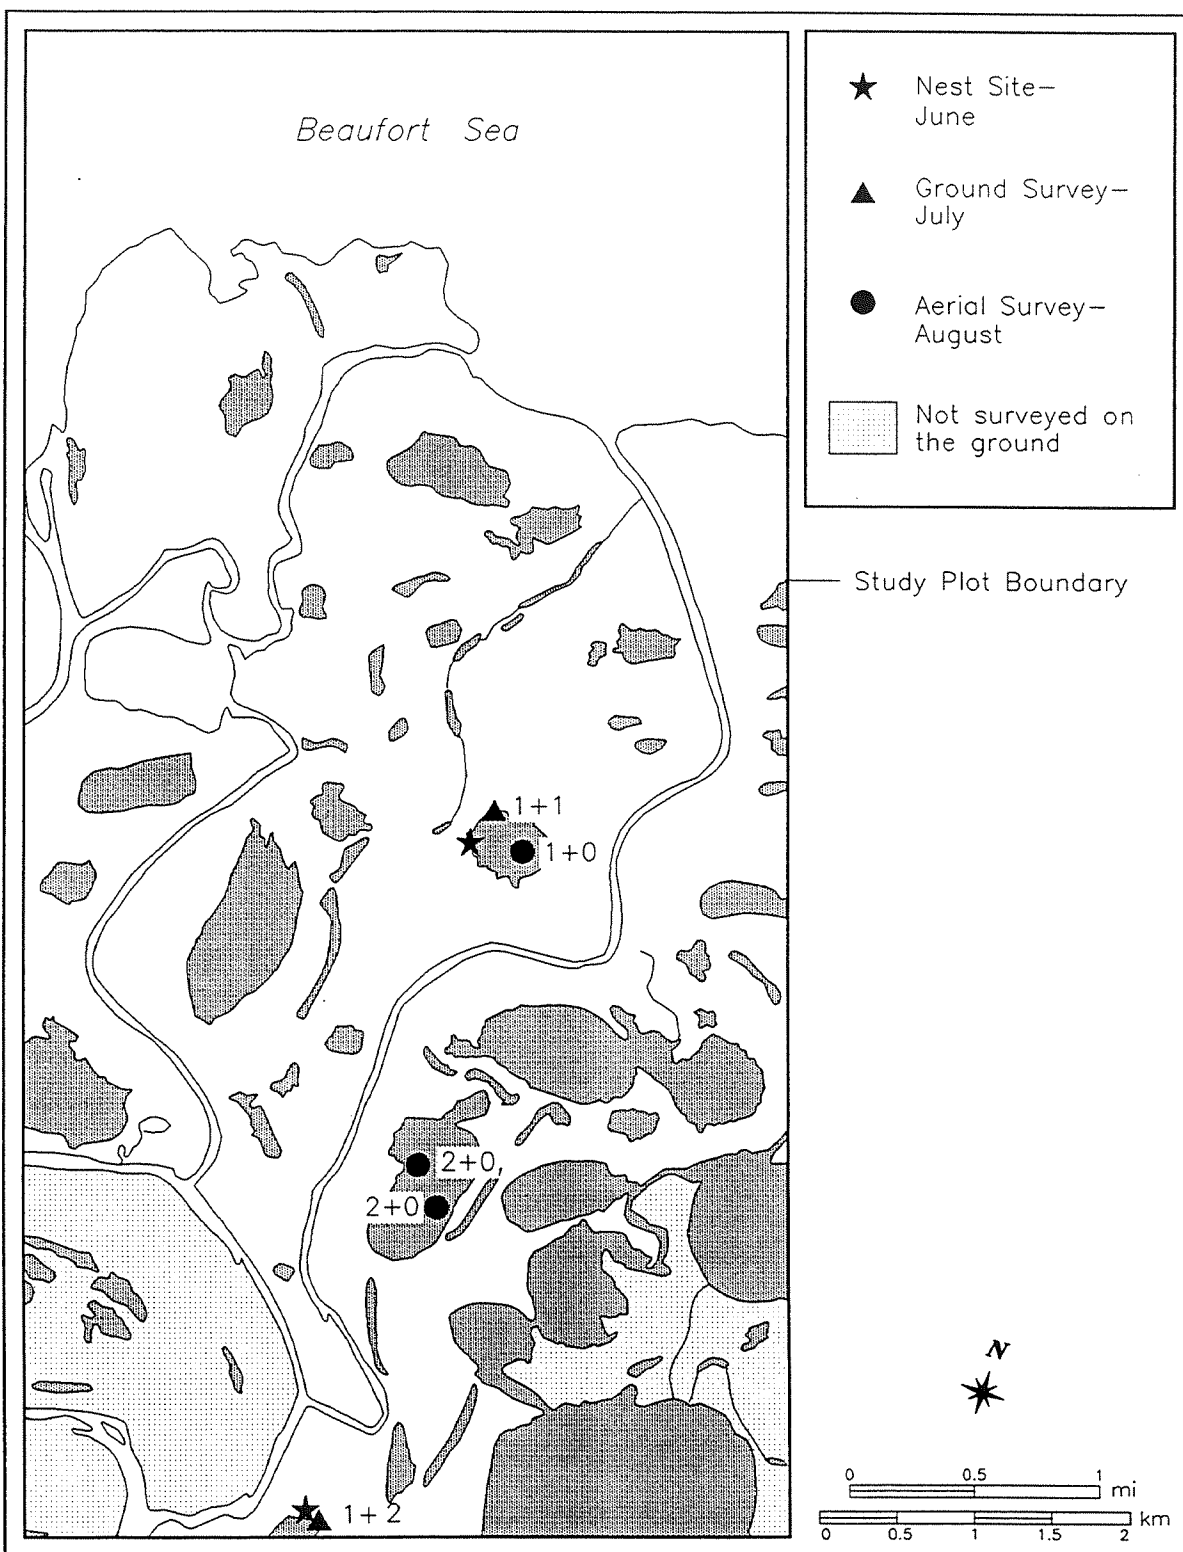 Beaufort Sea
Nest Site–
June
Ground Survey–
July
Aerial Survey–
August
Not surveyed on
the ground
Study Plot Boundary
1+1
1+0
2+0,
2+0
1+2
N
0 0.5 1
mi
km
0 0.5 1 1.5 2